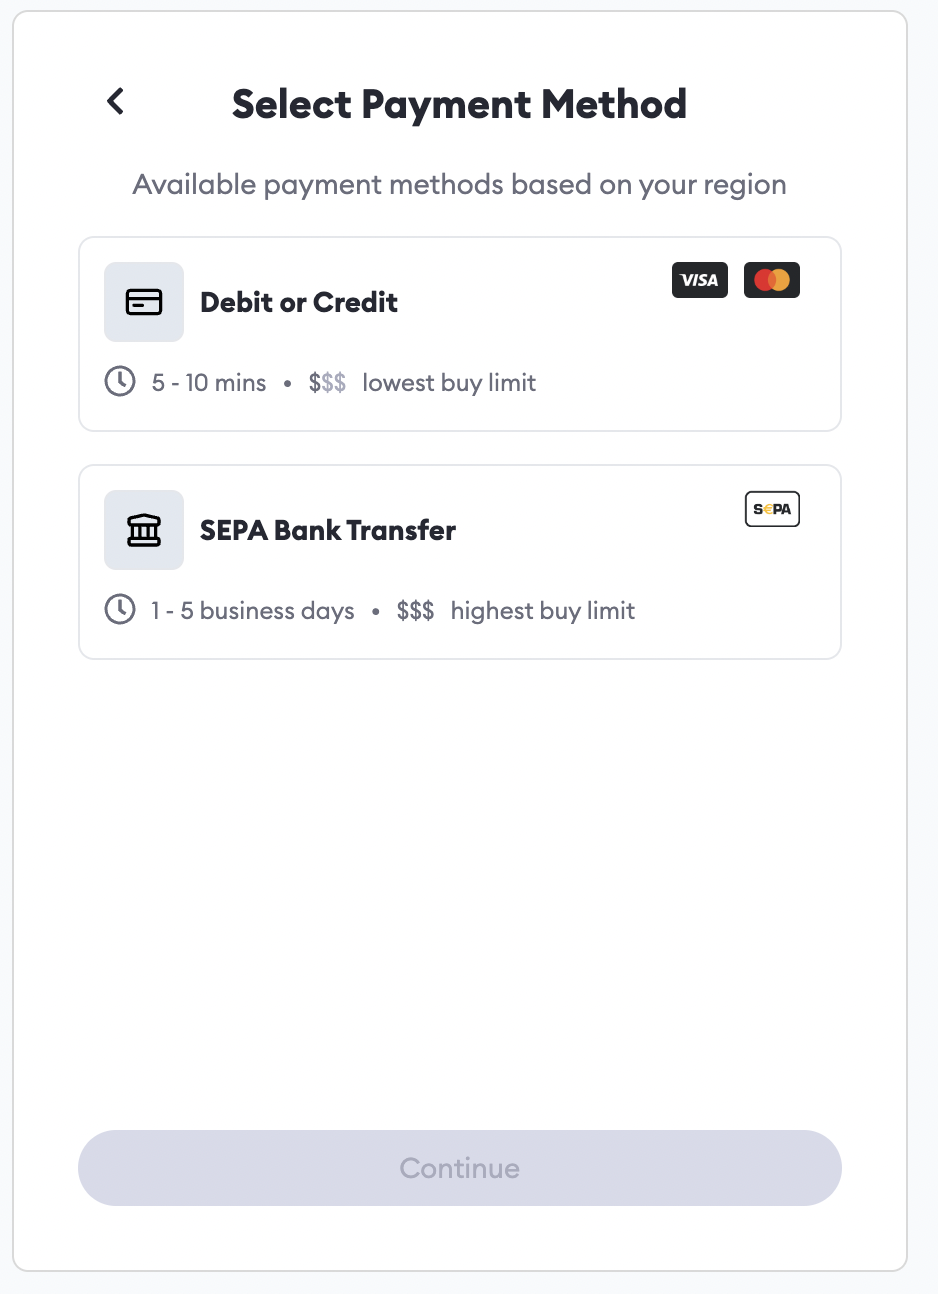 Select Payment Method
Available payment methods based on your region
VISA
Debit or Credit
5 - 10 mins • $$$ lowest buy limit
S€PA
SEPA Bank Transfer
1 - 5 business days • $$$ highest buy limit
Continue